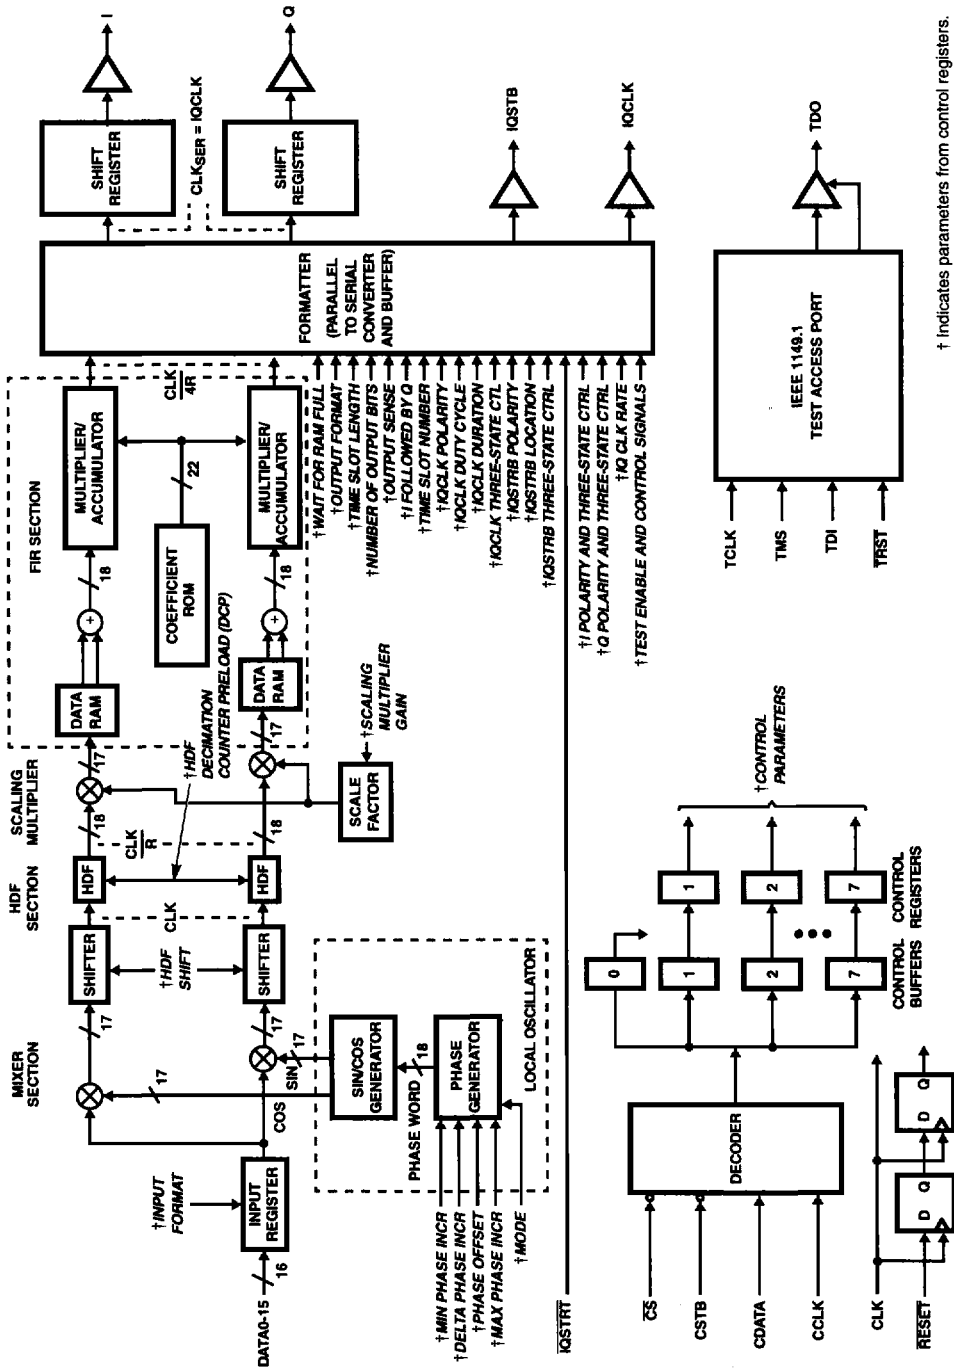 MIXER
SECTION
HDF
SECTION
SCALING
MULTIPLIER
FIR SECTION
†INPUT
FORMAT
DATA0-15
16
INPUT
REGISTER
17
17
COS
SIN
17
17
SHIFTER
†HDF
SHIFT
SHIFTER
CLK
HDF
HDF
18
CLK
R
18
†HDF
DECIMATION
COUNTER PRELOAD (DCP)
17
17
SCALE
FACTOR
†SCALING
MULTIPLIER
GAIN
DATA
RAM
DATA
RAM
+
+
18
18
COEFFICIENT
ROM
22
MULTIPLIER/
ACCUMULATOR
MULTIPLIER/
ACCUMULATOR
CLK
4R
FORMATTER
(PARALLEL
TO SERIAL
CONVERTER
AND BUFFER)
SHIFT
REGISTER
I
CLKSER = IQCLK
SHIFT
REGISTER
Q
IQSTB
IQCLK
†MIN PHASE INCR
†DELTA PHASE INCR
†PHASE OFFSET
†MAX PHASE INCR
†MODE
PHASE
GENERATOR
PHASE WORD
18
SIN/COS
GENERATOR
LOCAL OSCILLATOR
†WAIT FOR RAM FULL
†OUTPUT FORMAT
†TIME SLOT LENGTH
†NUMBER OF OUTPUT BITS
†OUTPUT SENSE
†I FOLLOWED BY Q
†TIME SLOT NUMBER
†IQCLK POLARITY
†IQCLK DUTY CYCLE
†IQCLK DURATION
†IQCLK THREE-STATE CTL
†IQSTRB POLARITY
†IQSTRB LOCATION
†IQSTRB THREE-STATE CTRL
IQSTRT
†I POLARITY AND THREE-STATE CTRL
†Q POLARITY AND THREE-STATE CTRL
†IQ CLK RATE
†TEST ENABLE AND CONTROL SIGNALS
CS
CSTB
CDATA
CCLK
DECODER
0
1
2
7
CONTROL
BUFFERS
1
2
7
CONTROL
REGISTERS
†CONTROL
PARAMETERS
CLK
RESET
D Q
D Q
TCLK
TMS
TDI
TRST
IEEE 1149.1
TEST ACCESS PORT
TDO
† Indicates parameters from control registers.